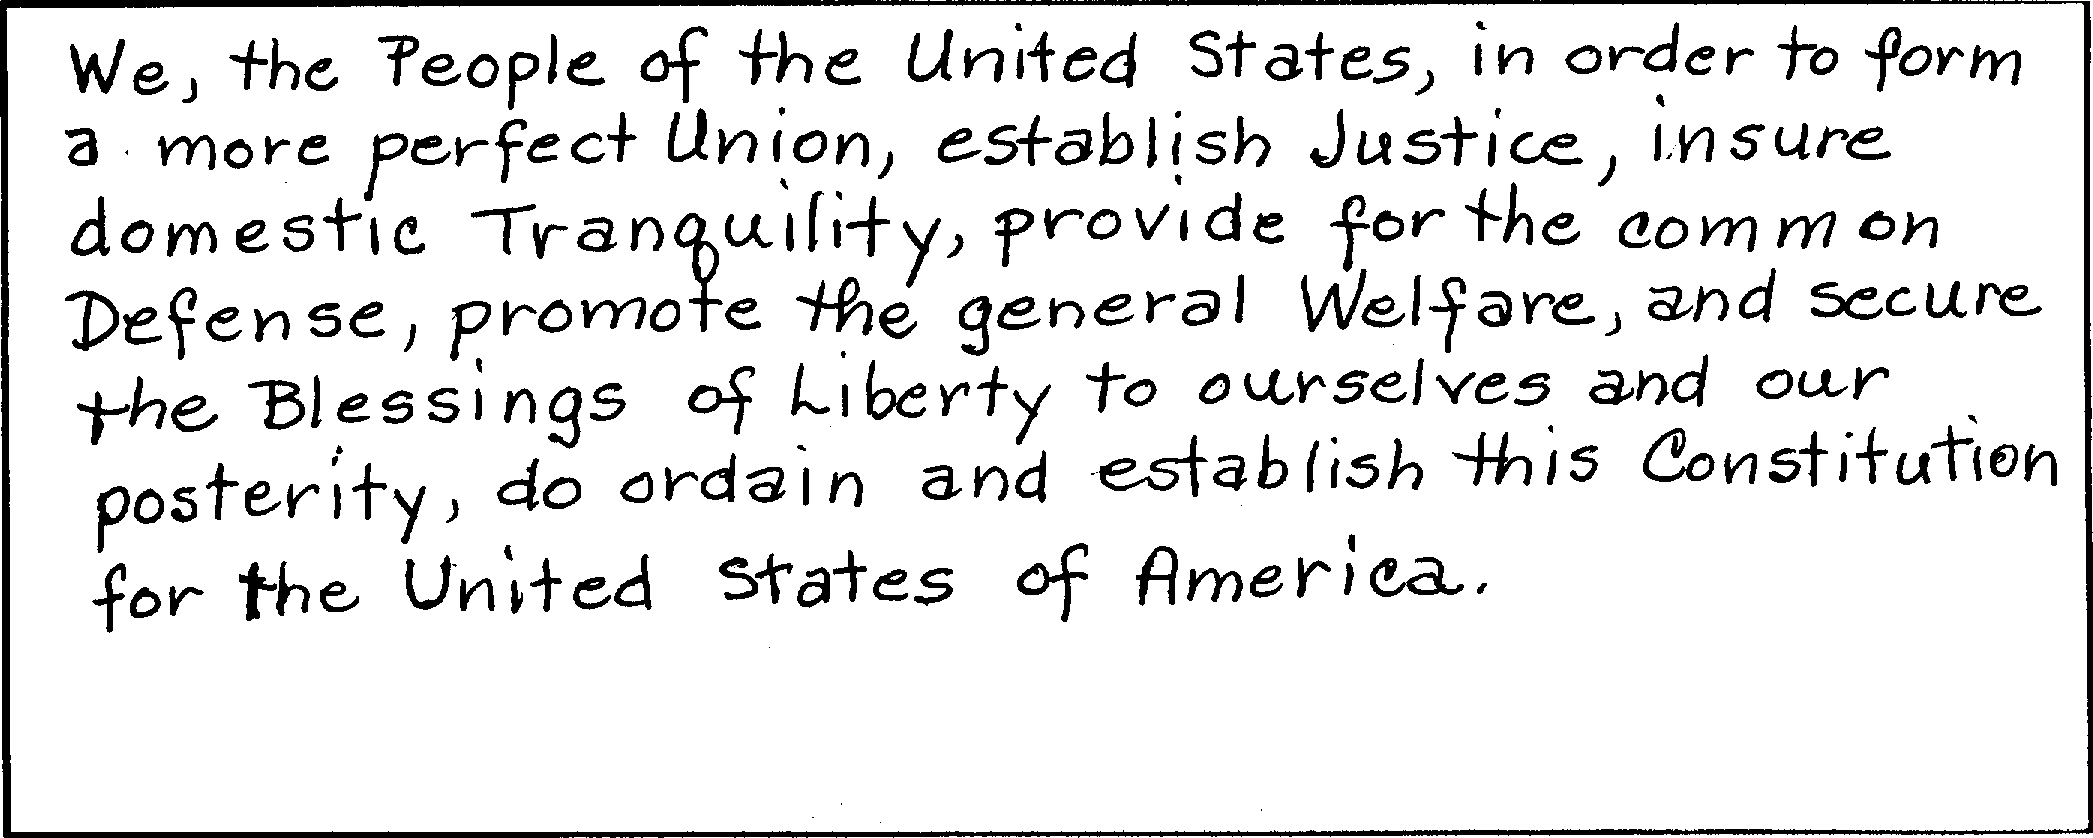 We, the People of the United States, in order to form
a more perfect Union, establish Justice, insure
domestic Tranquility, provide for the common
Defense, promote the general Welfare, and secure
the Blessings of Liberty to ourselves and our
posterity, do ordain and establish this Constitution
for the United States of America.